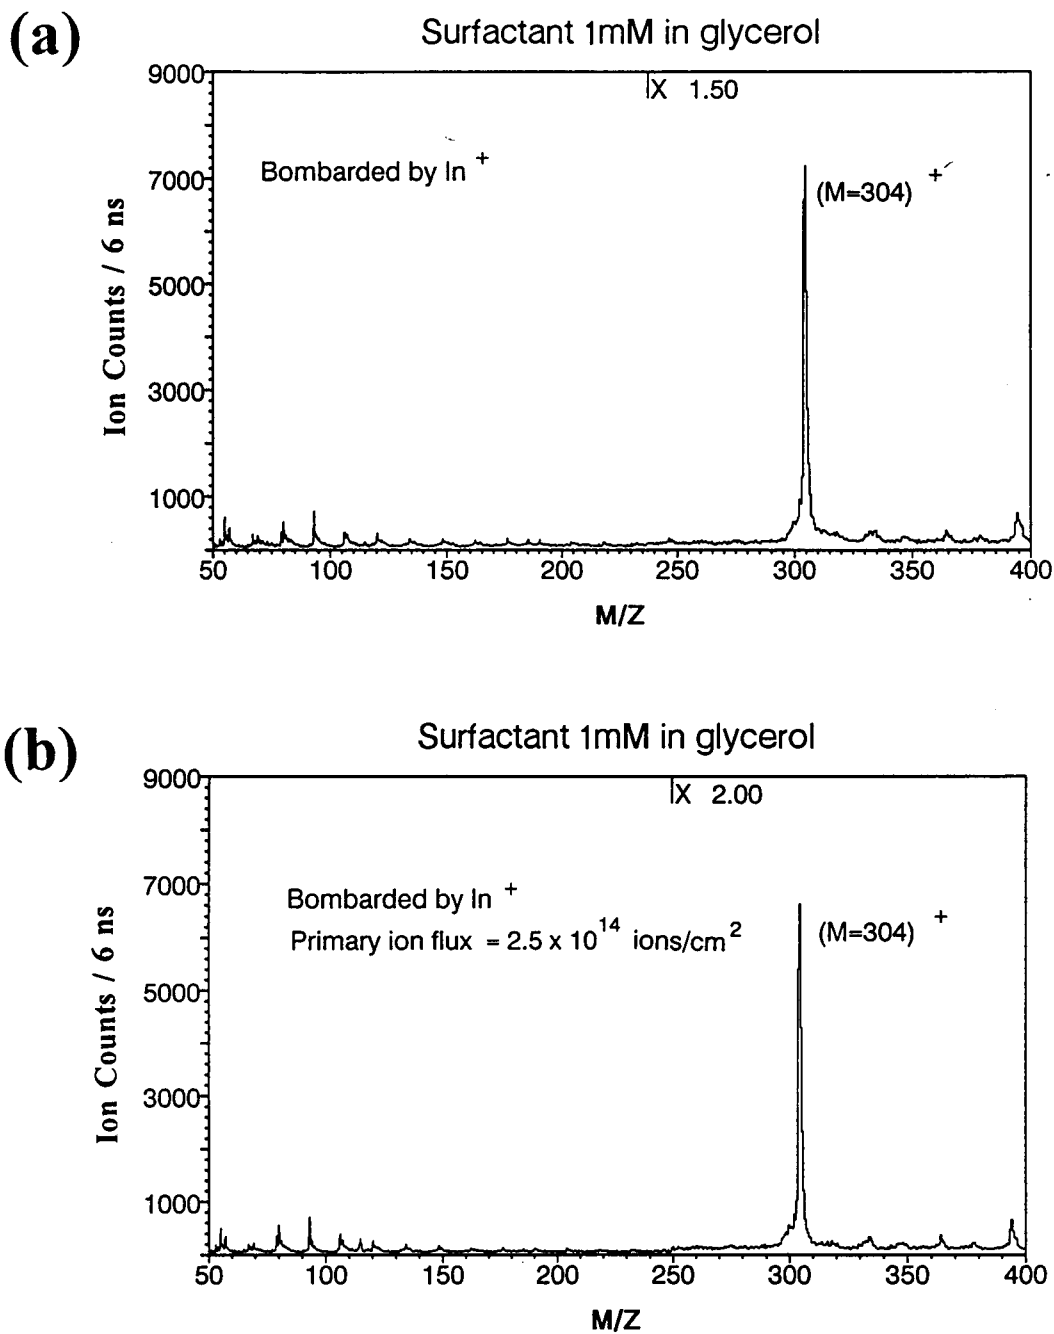 (a)
Surfactant 1mM in glycerol
9000
X 1.50
Bombarded by In +
7000
(M=304) +
5000
3000
1000
Ion Counts / 6 ns
50 100 150 200 250 300 350 400
M/Z
(b)
Surfactant 1mM in glycerol
9000
X 2.00
7000
Bombarded by In +
Primary ion flux = 2.5 x 10^14 ions/cm^2
(M=304) +
5000
3000
1000
Ion Counts / 6 ns
50 100 150 200 250 300 350 400
M/Z